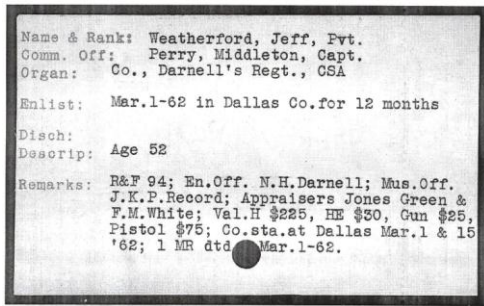 Name & Rank: Weatherford, Jeff, Pvt.
Comm. Off: Perry, Middleton, Capt.
Organ: Co., Darnell's Regt., CSA
Enlist: Mar.1-62 in Dallas Co.for 12 months
Disch:
Descrip: Age 52
Remarks: R&F 94; En.Off. N.H.Darnell; Mus.Off.
J.K.P.Record; Appraisers Jones Green &
F.M.White; Val.H $225, HE $30, Gun $25,
Pistol $75; Co.sta.at Dallas Mar.1 & 15
'62; 1 MR dtd Mar.1-62.